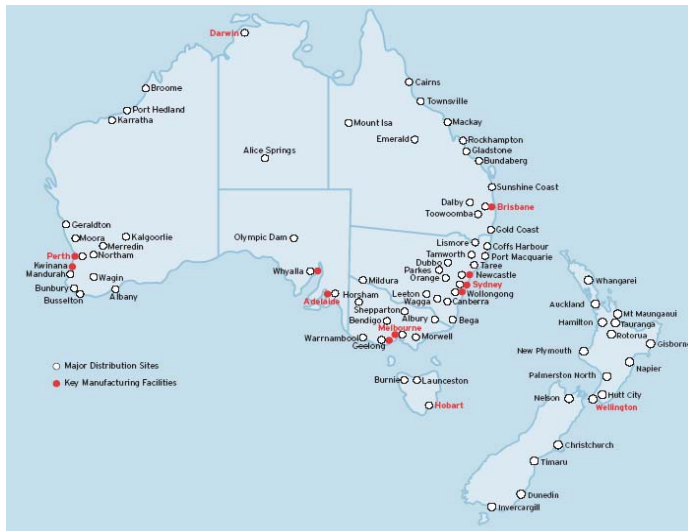 Darwin
Broome
Port Hedland
Karratha
Alice Springs
Cairns
Townsville
Mount Isa
Mackay
Emerald
Rockhampton
Gladstone
Bundaberg
Sunshine Coast
Dalby
Brisbane
Toowoomba
Gold Coast
Geraldton
Moora
Kalgoorlie
Merredin
Perth
Northam
Kwinana
Mandurah
Wagin
Bunbury
Busselton
Albany
Olympic Dam
Whyalla
Adelaide
Lismore
Coffs Harbour
Tamworth
Port Macquarie
Dubbo
Taree
Parkes
Newcastle
Orange
Mildura
Sydney
Horsham
Leeton
Wollongong
Wagga
Canberra
Shepparton
Bendigo
Albury
Bega
Melbourne
Warrnambool
Morwell
Geelong
Burnie
Launceston
Hobart
Whangarei
Auckland
Mt Maunganui
Hamilton
Tauranga
Rotorua
Gisborne
New Plymouth
Napier
Palmerston North
Nelson
Hutt City
Wellington
Christchurch
Timaru
Dunedin
Invercargill
Major Distribution Sites
Key Manufacturing Facilities